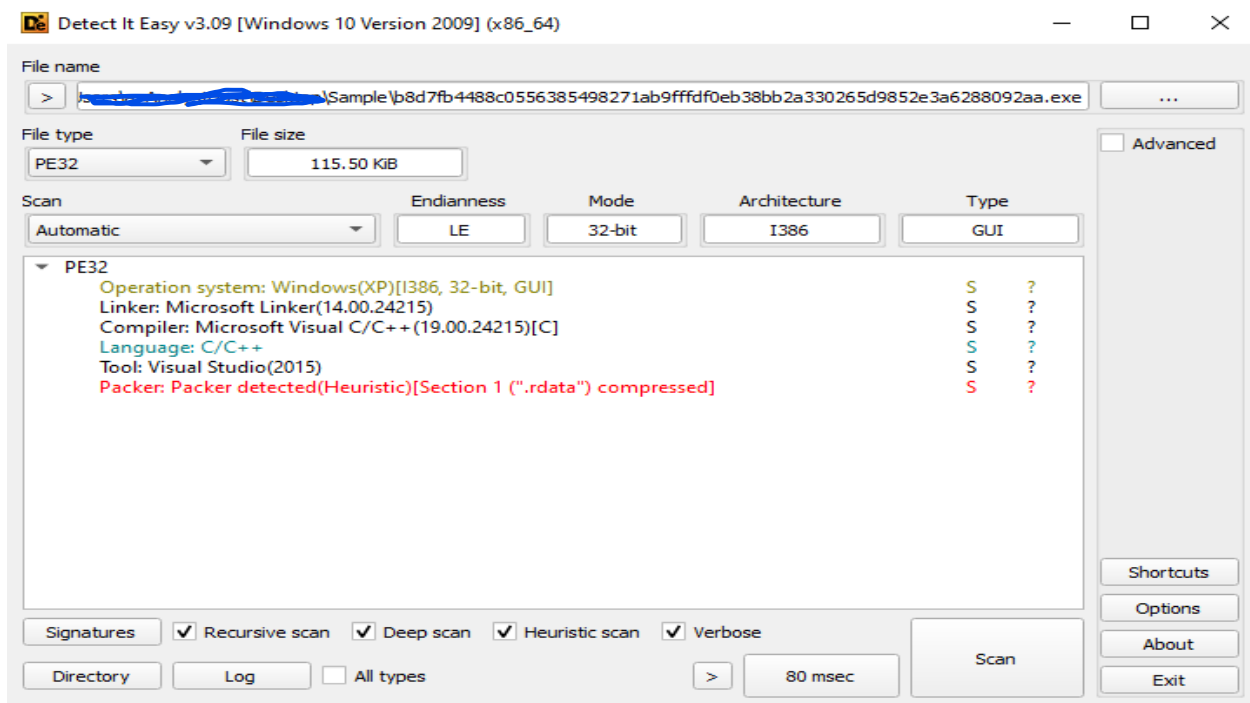 Detect It Easy v3.09 [Windows 10 Version 2009] (x86_64)
File name
> \Sample\b8d7fb4488c0556385498271ab9fffdf0eb38bb2a330265d9852e3a6288092aa.exe ...
File type File size
PE32 115.50 KiB Advanced
Scan Endianness Mode Architecture Type
Automatic LE 32-bit I386 GUI
PE32
Operation system: Windows(XP)[I386, 32-bit, GUI] S ?
Linker: Microsoft Linker(14.00.24215) S ?
Compiler: Microsoft Visual C/C++(19.00.24215)[C] S ?
Language: C/C++ S ?
Tool: Visual Studio(2015) S ?
Packer: Packer detected(Heuristic)[Section 1 (".rdata") compressed] S ?
Shortcuts
Options
Signatures Recursive scan Deep scan Heuristic scan Verbose
About
Scan
Directory Log All types > 80 msec
Exit